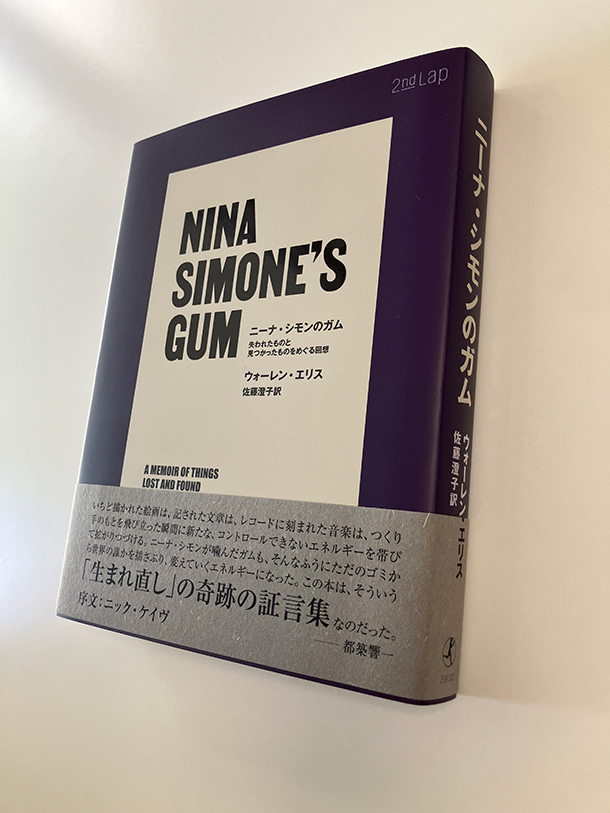 2nd Lap
NINA
SIMONE'S
GUM
ニーナ・シモンのガム
失われたものと
見つかったものをめぐる回想
ウォーレン・エリス
佐藤澄子訳
A MEMOIR OF THINGS
LOST AND FOUND
いちど描かれた絵画は、記された文章は、レコードに刻まれた音楽は、つくり
手のもとを飛び立った瞬間に新たな、コントロールできないエネルギーを帯び
て拡がりつづける。ニーナ・シモンが噛んだガムも、そんなふうにただのゴミか
ら世界の誰かを揺さぶり、変えていくエネルギーになった。この本は、そういう
「生まれ直し」の奇跡の証言集なのだった。
——都築響一
序文：ニック・ケイヴ
ニーナ・シモンのガム
ウォーレン・エリス
佐藤澄子訳